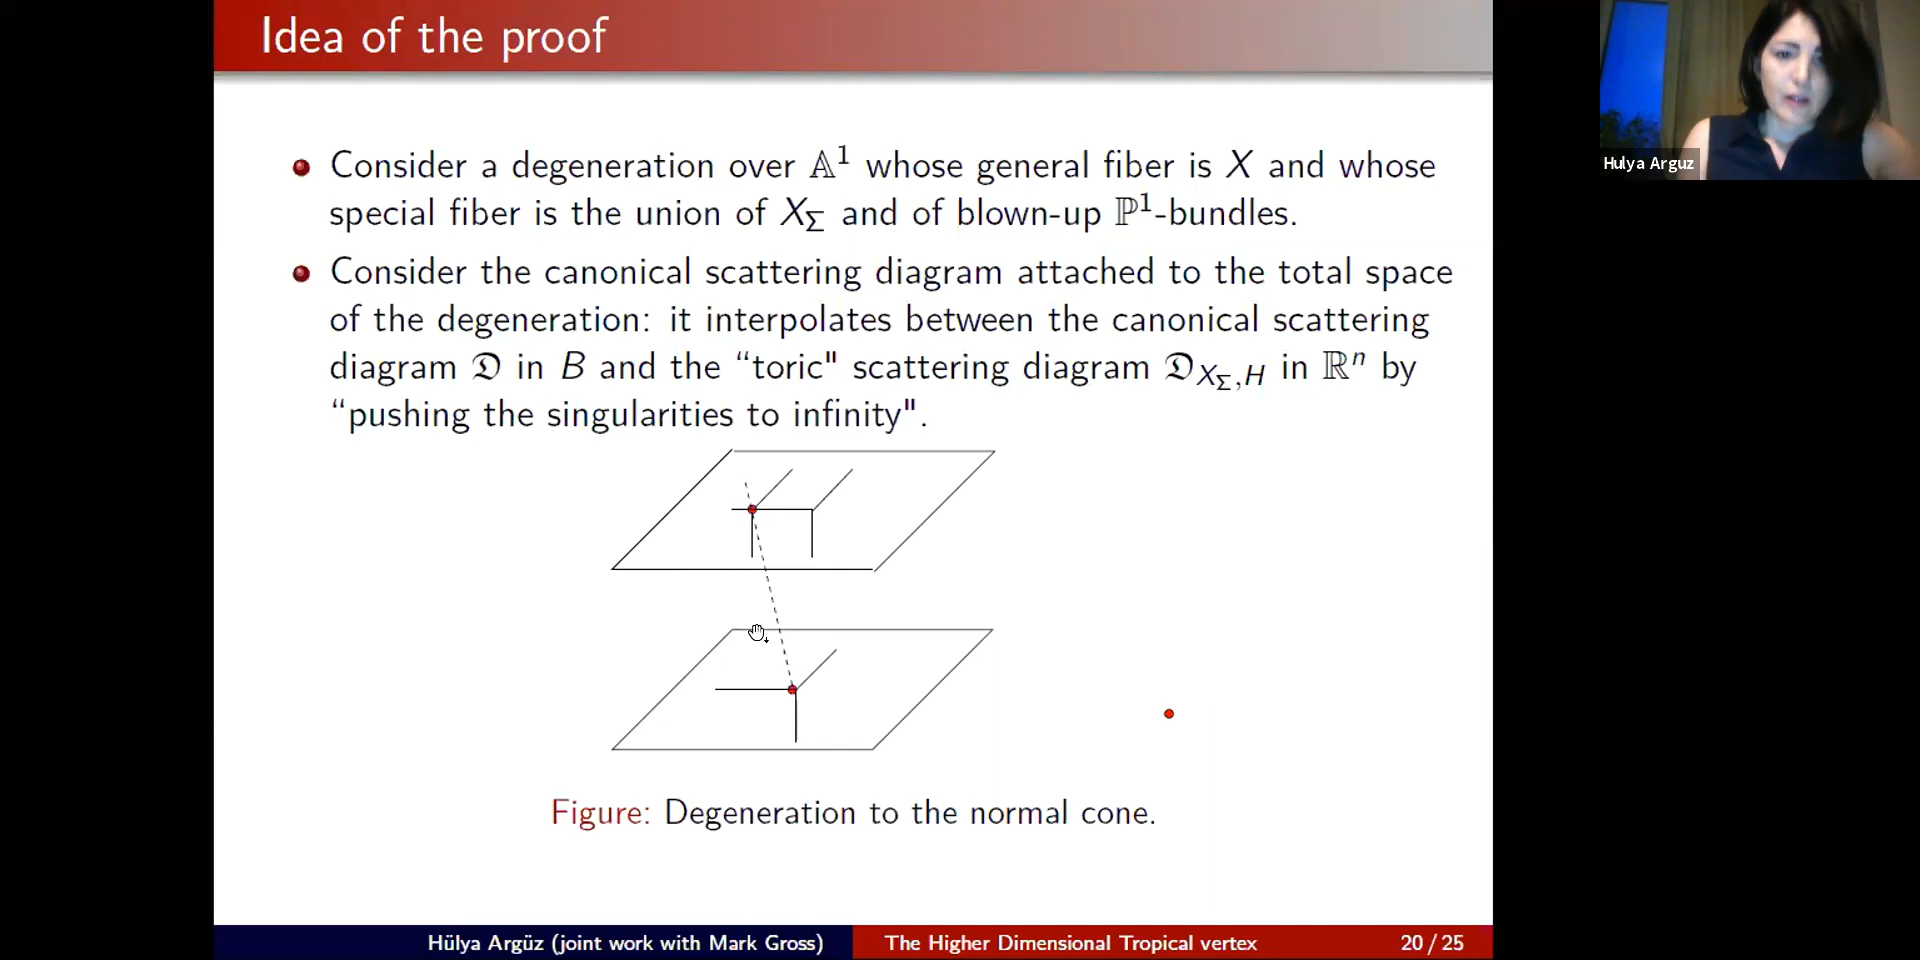 Idea of the proof
Hulya Arguz
Consider a degeneration over 𝔸¹ whose general fiber is X and whose
special fiber is the union of X_Σ and of blown-up ℙ¹-bundles.
Consider the canonical scattering diagram attached to the total space
of the degeneration: it interpolates between the canonical scattering
diagram 𝔇 in B and the “toric" scattering diagram 𝔇_{X_Σ,H} in ℝⁿ by
“pushing the singularities to infinity".
Figure: Degeneration to the normal cone.
Hülya Argüz (joint work with Mark Gross)
The Higher Dimensional Tropical vertex
20 / 25